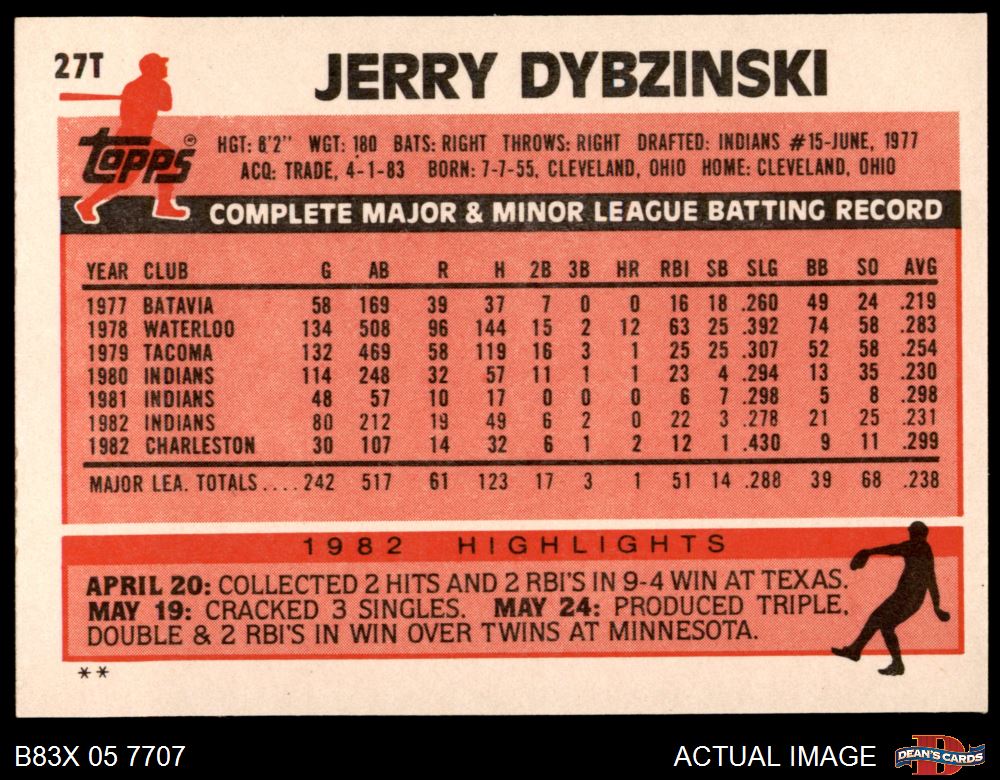 27T
JERRY DYBZINSKI
topps®
HGT: 6'2" WGT: 180 BATS: RIGHT THROWS: RIGHT DRAFTED: INDIANS #15-JUNE, 1977
ACQ: TRADE, 4-1-83 BORN: 7-7-55, CLEVELAND, OHIO HOME: CLEVELAND, OHIO
COMPLETE MAJOR & MINOR LEAGUE BATTING RECORD
YEAR CLUB G AB R H 2B 3B HR RBI SB SLG BB SO AVG
1977 BATAVIA 58 169 39 37 7 0 0 16 18 .260 49 24 .219
1978 WATERLOO 134 508 96 144 15 2 12 63 25 .392 74 58 .283
1979 TACOMA 132 469 58 119 16 3 1 25 25 .307 52 58 .254
1980 INDIANS 114 248 32 57 11 1 1 23 4 .294 13 35 .230
1981 INDIANS 48 57 10 17 0 0 0 6 7 .298 5 8 .298
1982 INDIANS 80 212 19 49 6 2 0 22 3 .278 21 25 .231
1982 CHARLESTON 30 107 14 32 6 1 2 12 1 .430 9 11 .299
MAJOR LEA. TOTALS.... 242 517 61 123 17 3 1 51 14 .288 39 68 .238
1982 HIGHLIGHTS
APRIL 20: COLLECTED 2 HITS AND 2 RBI'S IN 9-4 WIN AT TEXAS.
MAY 19: CRACKED 3 SINGLES. MAY 24: PRODUCED TRIPLE,
DOUBLE & 2 RBI'S IN WIN OVER TWINS AT MINNESOTA.
**
B83X 05 7707 ACTUAL IMAGE DEAN'S CARDS